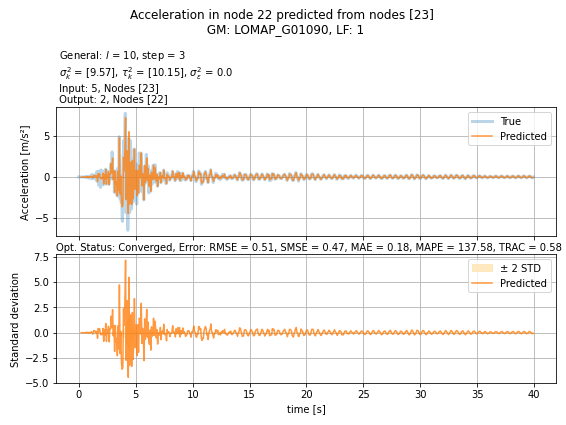 Acceleration in node 22 predicted from nodes [23]
GM: LOMAP_G01090, LF: 1
General: l = 10, step = 3
σ²ₖ = [9.57], τ²ₖ = [10.15], σ²ε = 0.0
Input: 5, Nodes [23]
Output: 2, Nodes [22]
Acceleration [m/s²]
5
0
−5
True
Predicted
Opt. Status: Converged, Error: RMSE = 0.51, SMSE = 0.47, MAE = 0.18, MAPE = 137.58, TRAC = 0.58
Standard deviation
7.5
5.0
2.5
0.0
−2.5
−5.0
± 2 STD
Predicted
0 5 10 15 20 25 30 35 40
time [s]